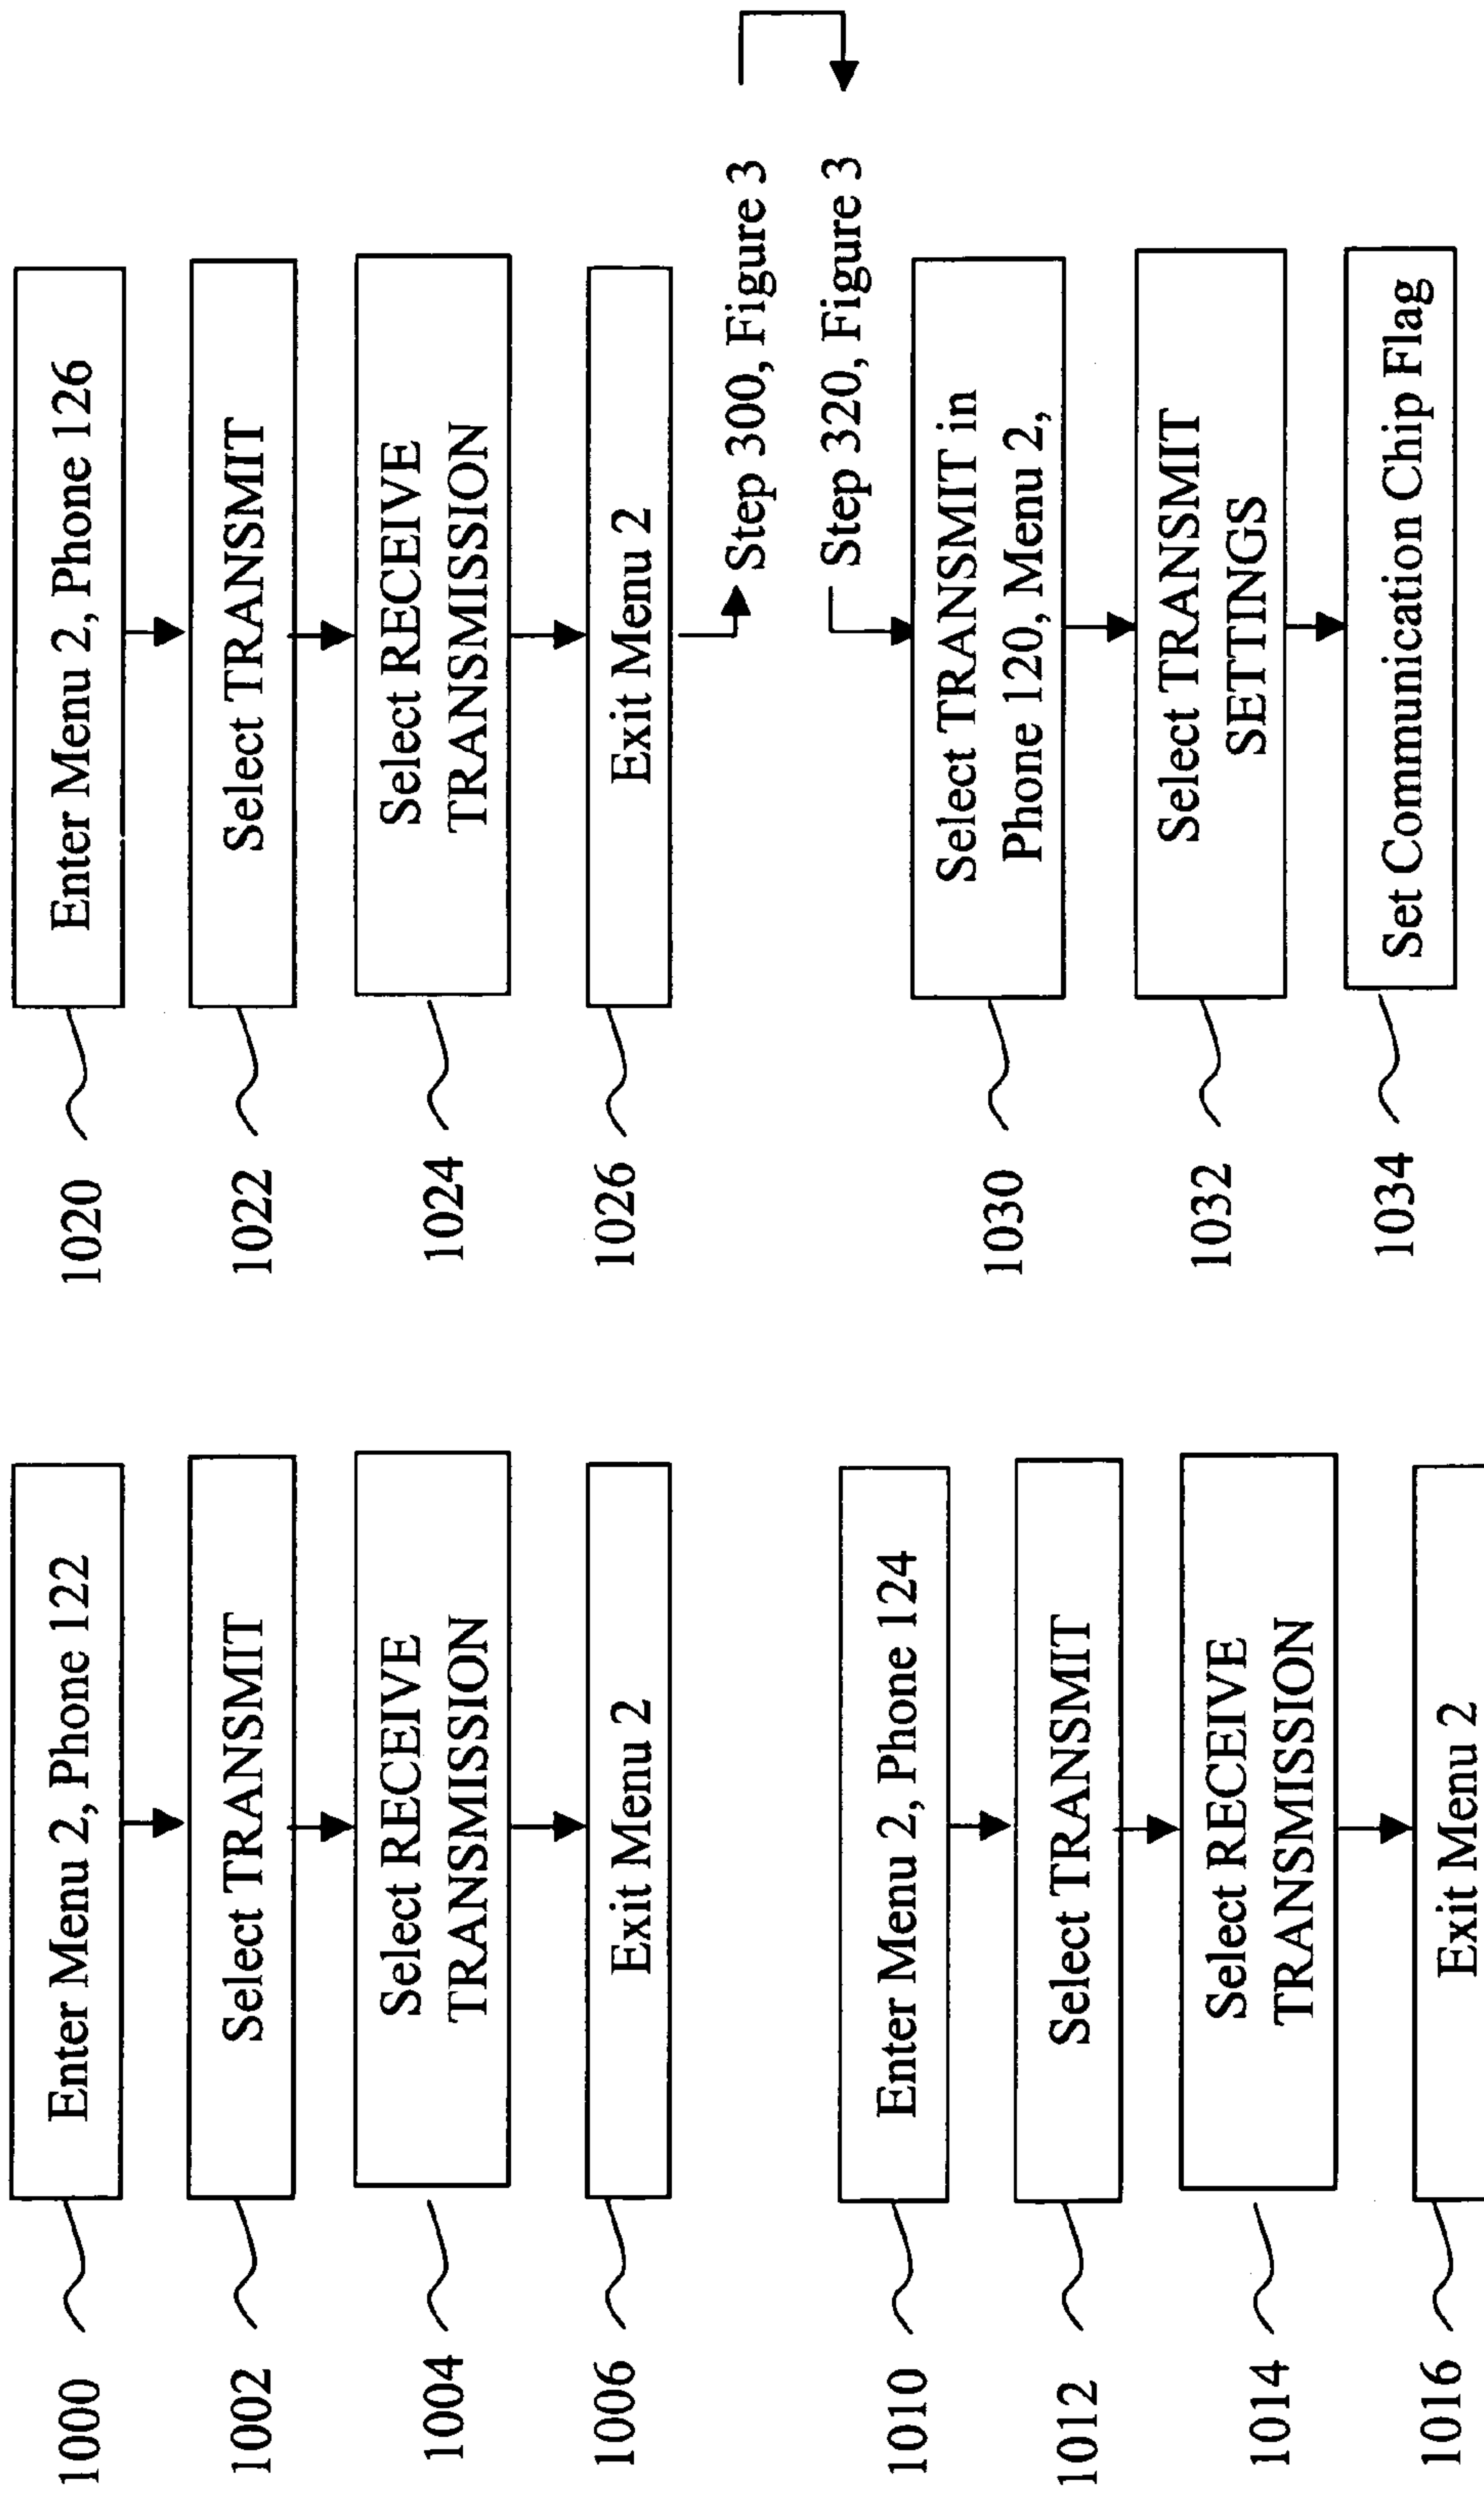 1000
Enter Menu 2, Phone 122
1002
Select TRANSMIT
1004
Select RECEIVE
TRANSMISSION
1006
Exit Menu 2
1010
Enter Menu 2, Phone 124
1012
Select TRANSMIT
1014
Select RECEIVE
TRANSMISSION
1016
Exit Menu 2
1020
Enter Menu 2, Phone 126
1022
Select TRANSMIT
1024
Select RECEIVE
TRANSMISSION
1026
Exit Menu 2
Step 300, Figure 3
Step 320, Figure 3
1030
Select TRANSMIT in
Phone 120, Menu 2,
1032
Select TRANSMIT
SETTINGS
1034
Set Communication Chip Flag